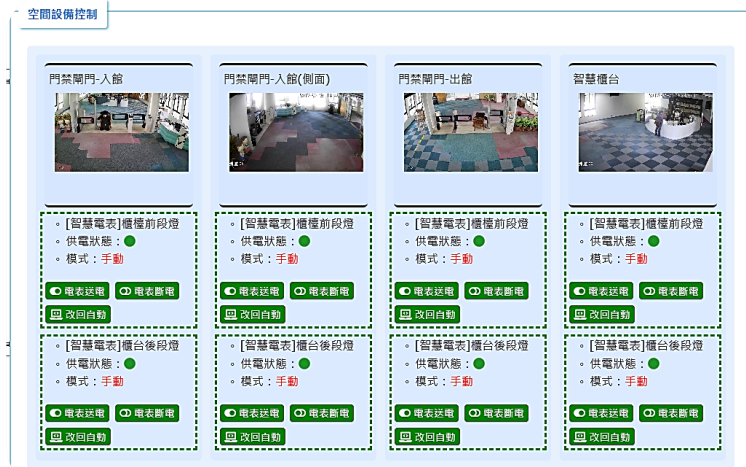 空間設備控制
門禁閘門-入館
門禁閘門-入館(側面)
門禁閘門-出館
智慧櫃台
[智慧電表]櫃檯前段燈
供電狀態：
模式：手動
電表送電 電表斷電
改回自動
[智慧電表]櫃台後段燈
供電狀態：
模式：手動
電表送電 電表斷電
改回自動
[智慧電表]櫃檯前段燈
供電狀態：
模式：手動
電表送電 電表斷電
改回自動
[智慧電表]櫃台後段燈
供電狀態：
模式：手動
電表送電 電表斷電
改回自動
[智慧電表]櫃檯前段燈
供電狀態：
模式：手動
電表送電 電表斷電
改回自動
[智慧電表]櫃台後段燈
供電狀態：
模式：手動
電表送電 電表斷電
改回自動
[智慧電表]櫃檯前段燈
供電狀態：
模式：手動
電表送電 電表斷電
改回自動
[智慧電表]櫃台後段燈
供電狀態：
模式：手動
電表送電 電表斷電
改回自動